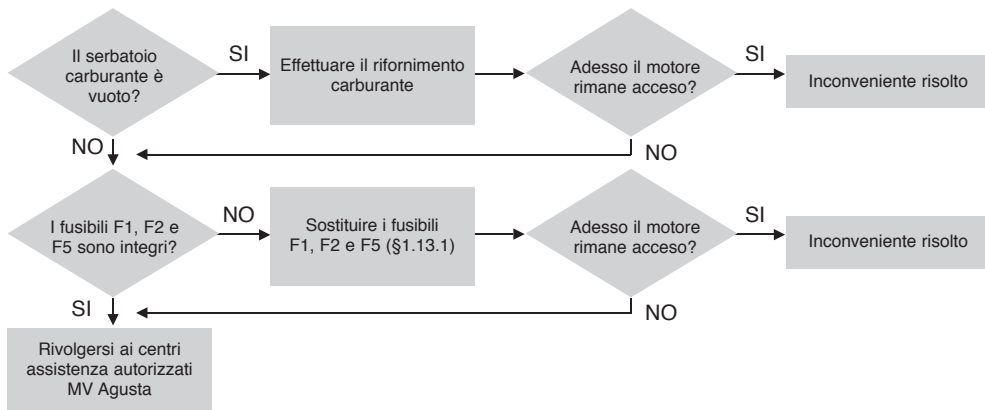 Il serbatoio
carburante è
vuoto?
SI
Effettuare il rifornimento
carburante
Adesso il motore
rimane acceso?
SI
Inconveniente risolto
NO
NO
I fusibili F1, F2 e
F5 sono integri?
NO
Sostituire i fusibili
F1, F2 e F5 (§1.13.1)
Adesso il motore
rimane acceso?
SI
Inconveniente risolto
SI
NO
Rivolgersi ai centri
assistenza autorizzati
MV Agusta